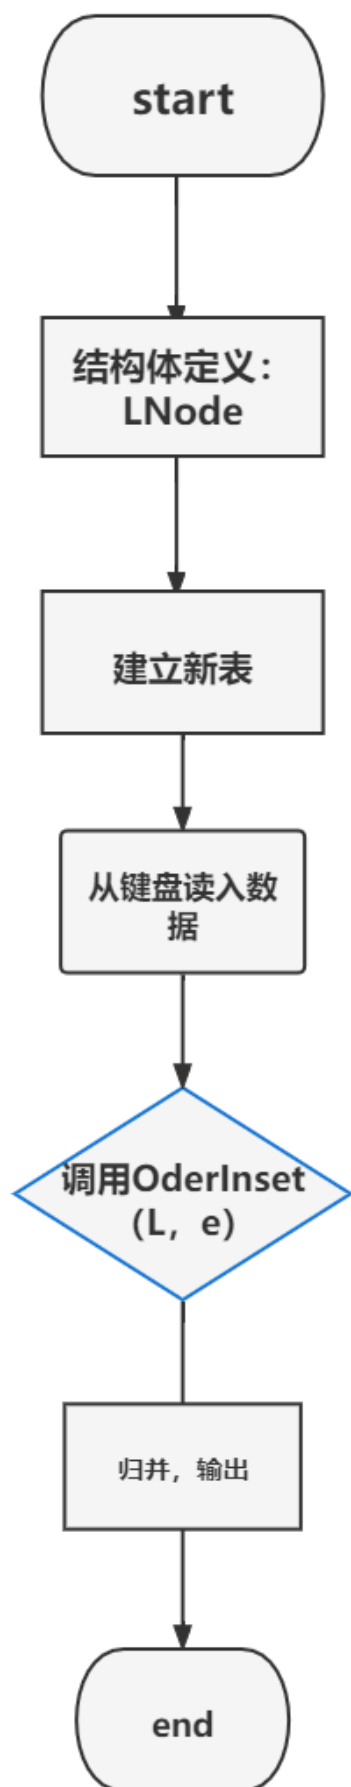 start
结构体定义：
LNode
建立新表
从键盘读入数
据
调用OderInset
（L，e）
归并，输出
end